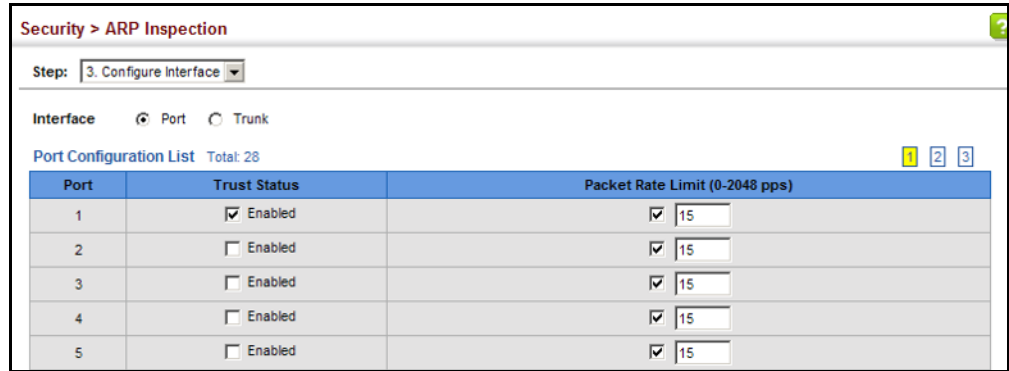 Security > ARP Inspection
?
Step: 3. Configure Interface
Interface Port Trunk
Port Configuration List Total: 28 1 2 3
Port Trust Status Packet Rate Limit (0-2048 pps)
1 Enabled 15
2 Enabled 15
3 Enabled 15
4 Enabled 15
5 Enabled 15